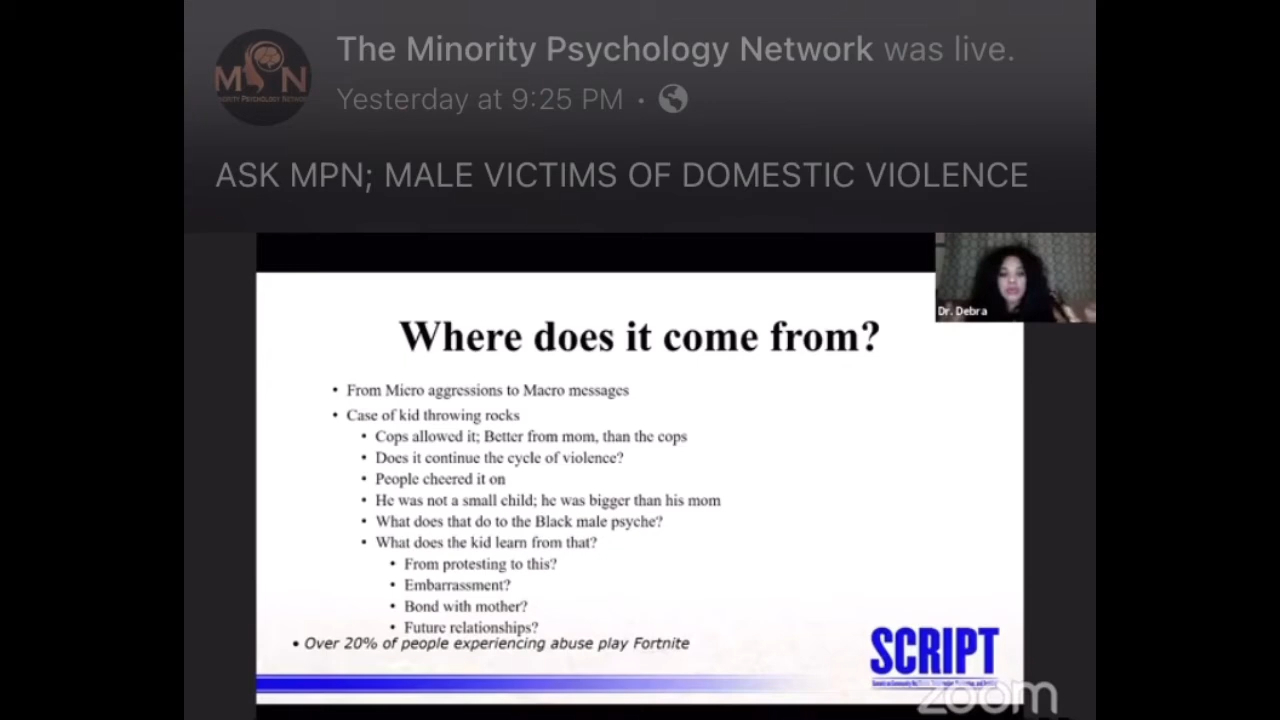 The Minority Psychology Network was live.
Yesterday at 9:25 PM ·
ASK MPN; MALE VICTIMS OF DOMESTIC VIOLENCE
Dr. Debra
Where does it come from?
• From Micro aggressions to Macro messages
• Case of kid throwing rocks
• Cops allowed it; Better from mom, than the cops
• Does it continue the cycle of violence?
• People cheered it on
• He was not a small child; he was bigger than his mom
• What does that do to the Black male psyche?
• What does the kid learn from that?
• From protesting to this?
• Embarrassment?
• Bond with mother?
• Future relationships?
• Over 20% of people experiencing abuse play Fortnite
SCRIPT
zoom